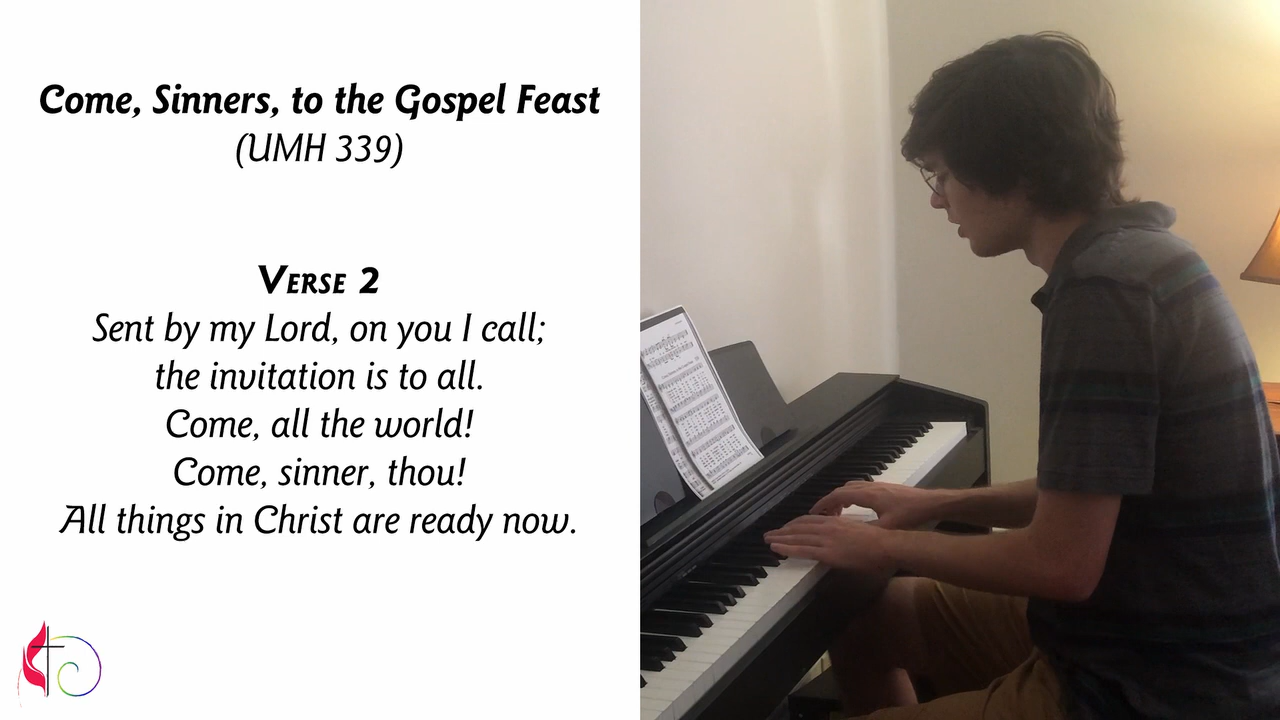 Come, Sinners, to the Gospel Feast
(UMH 339)
VERSE 2
Sent by my Lord, on you I call;
the invitation is to all.
Come, all the world!
Come, sinner, thou!
All things in Christ are ready now.